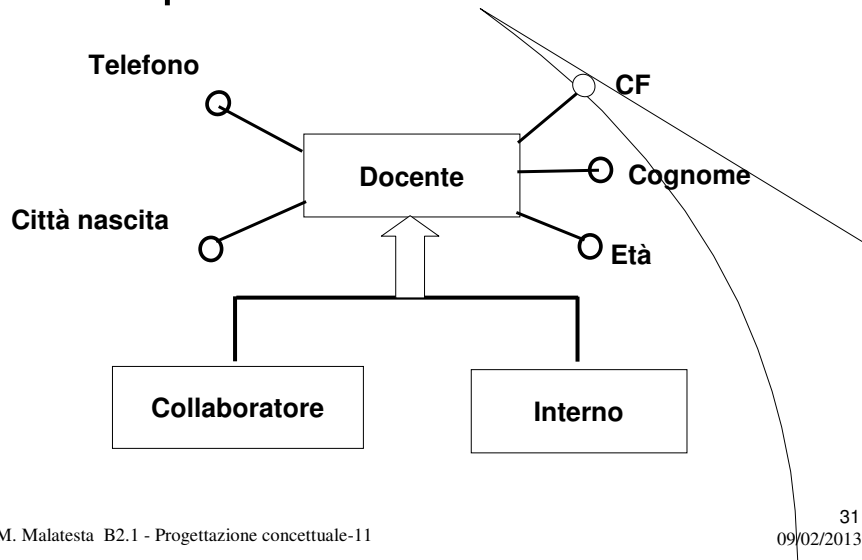 Telefono
CF
Docente
Cognome
Città nascita
Età
Collaboratore
Interno
31
M. Malatesta B2.1 - Progettazione concettuale-11
09/02/2013